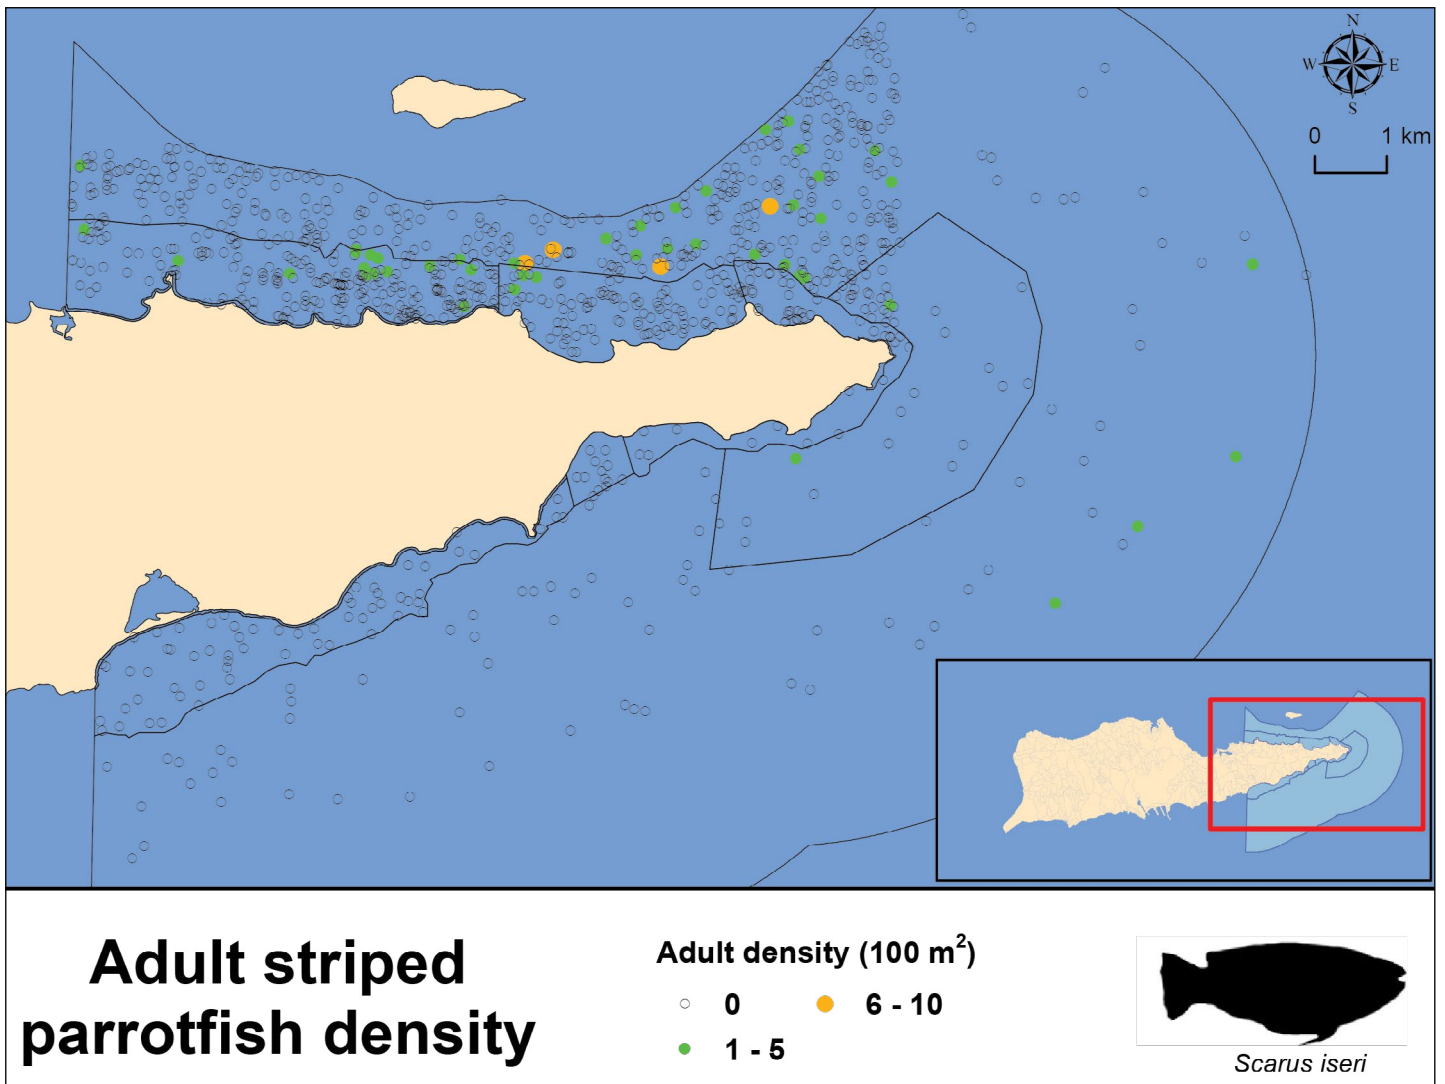 N
W E
S
0 1 km
Adult striped
parrotfish density
Adult density (100 m²)
0 6 - 10
1 - 5
Scarus iseri